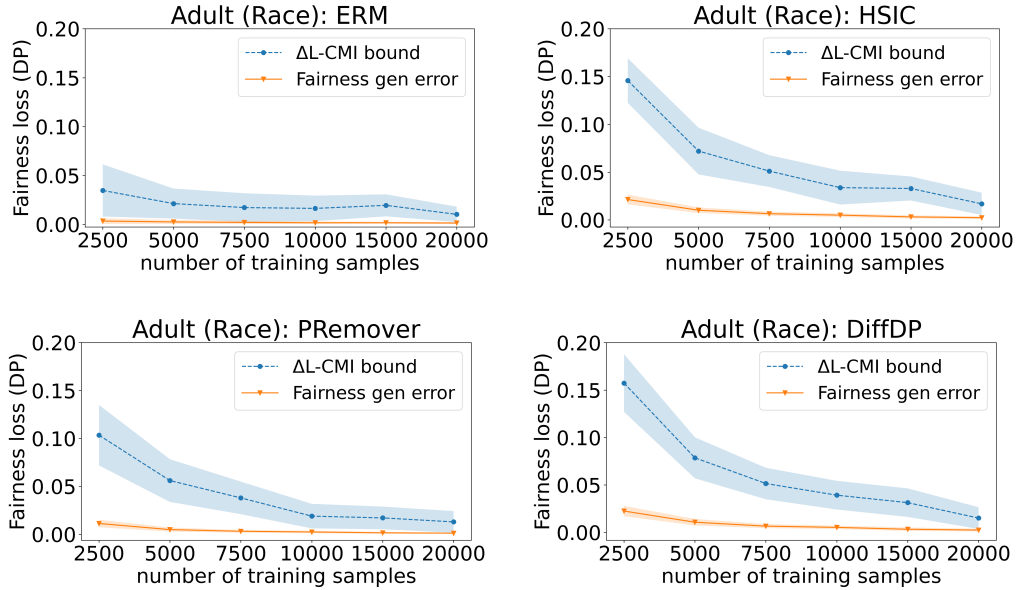 Adult (Race): ERM
Fairness loss (DP)
0.20
0.15
0.10
0.05
0.00
ΔL-CMI bound
Fairness gen error
2500 5000 7500 10000 15000 20000
number of training samples
Adult (Race): HSIC
Fairness loss (DP)
0.20
0.15
0.10
0.05
0.00
ΔL-CMI bound
Fairness gen error
2500 5000 7500 10000 15000 20000
number of training samples
Adult (Race): PRemover
Fairness loss (DP)
0.20
0.15
0.10
0.05
0.00
ΔL-CMI bound
Fairness gen error
2500 5000 7500 10000 15000 20000
number of training samples
Adult (Race): DiffDP
Fairness loss (DP)
0.20
0.15
0.10
0.05
0.00
ΔL-CMI bound
Fairness gen error
2500 5000 7500 10000 15000 20000
number of training samples